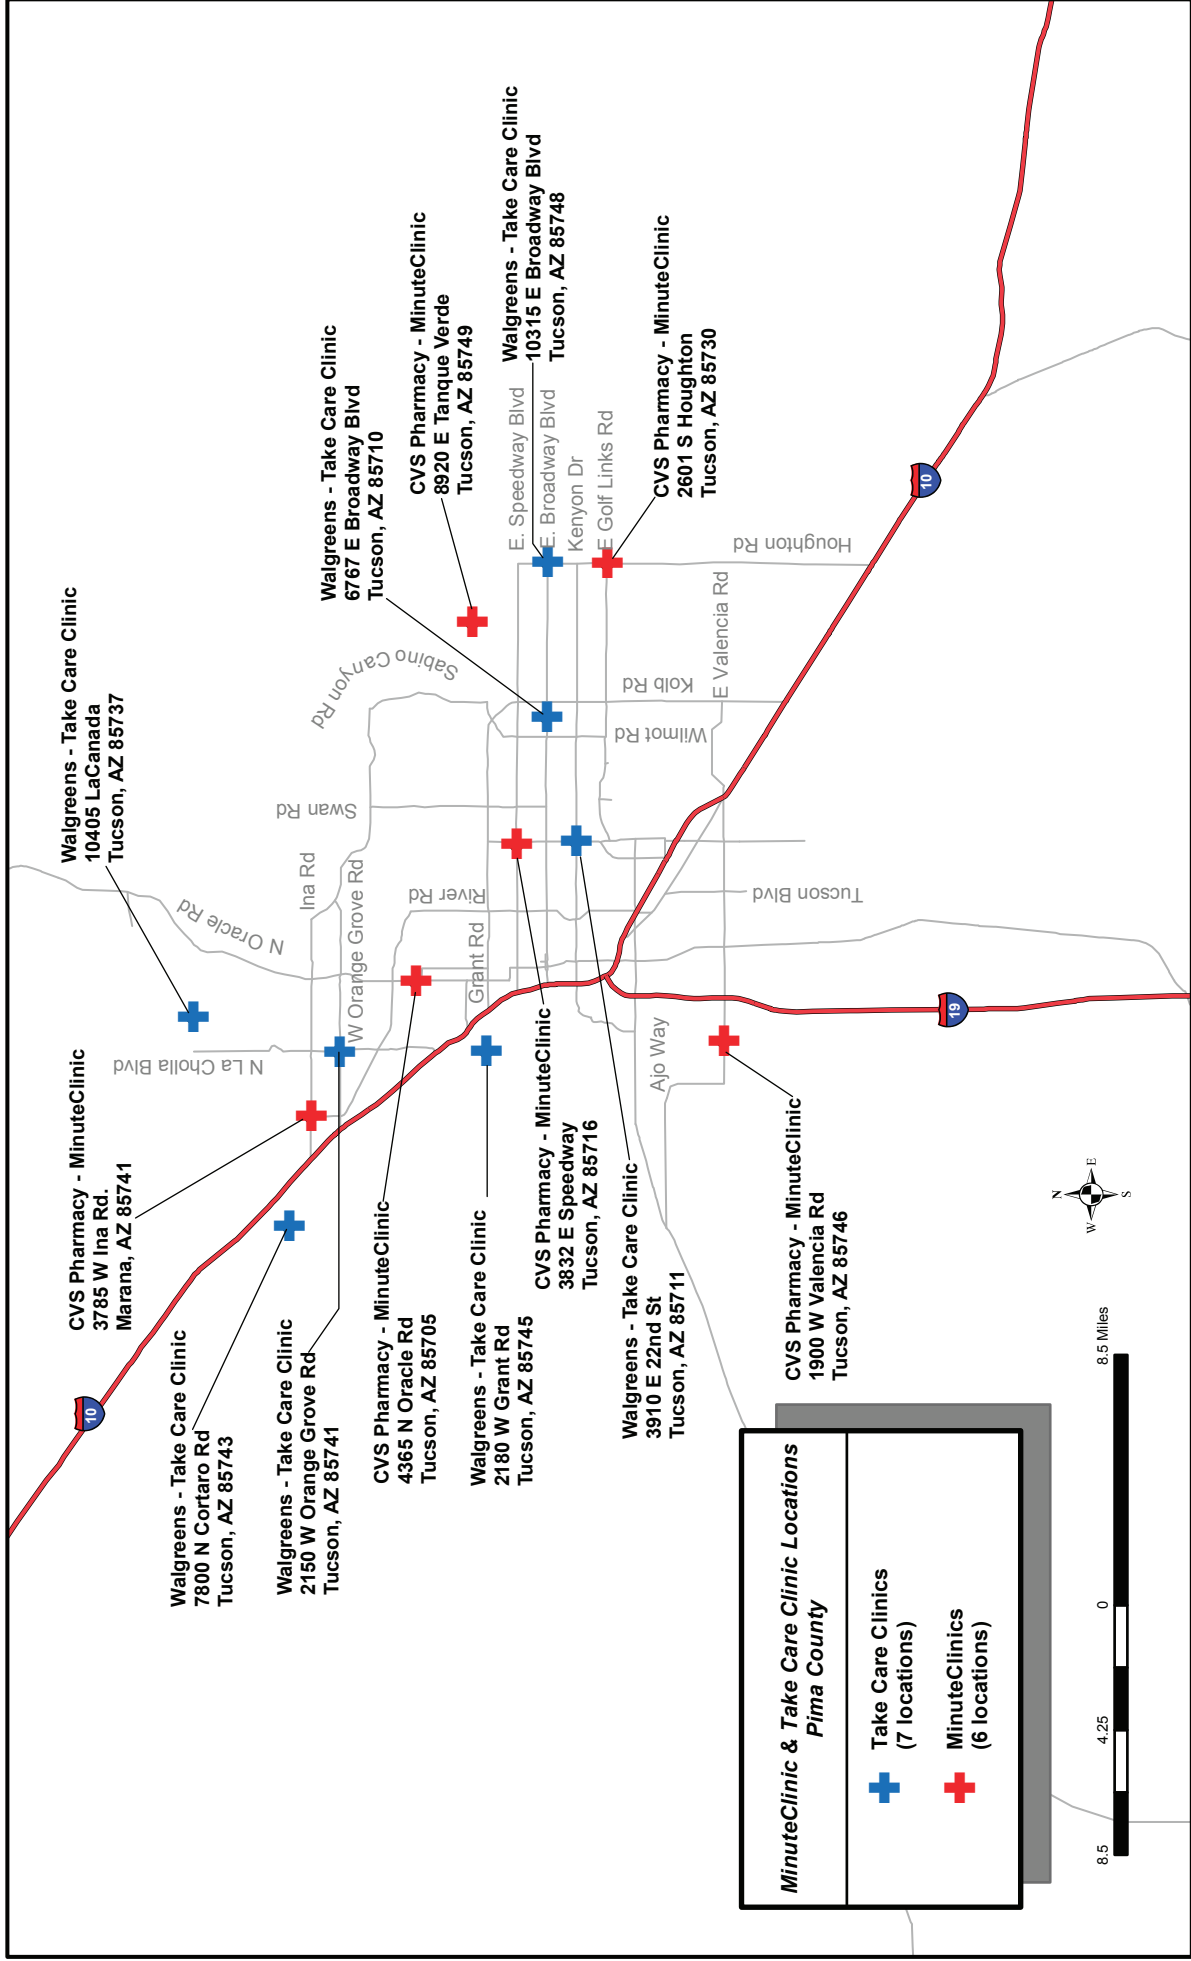 Walgreens - Take Care Clinic
10405 LaCanada
Tucson, AZ 85737
CVS Pharmacy - MinuteClinic
3785 W Ina Rd.
Marana, AZ 85741
Walgreens - Take Care Clinic
7800 N Cortaro Rd
Tucson, AZ 85743
Walgreens - Take Care Clinic
2150 W Orange Grove Rd
Tucson, AZ 85741
CVS Pharmacy - MinuteClinic
4365 N Oracle Rd
Tucson, AZ 85705
Walgreens - Take Care Clinic
2180 W Grant Rd
Tucson, AZ 85745
CVS Pharmacy - MinuteClinic
3832 E Speedway
Tucson, AZ 85716
Walgreens - Take Care Clinic
3910 E 22nd St
Tucson, AZ 85711
CVS Pharmacy - MinuteClinic
1900 W Valencia Rd
Tucson, AZ 85746
Walgreens - Take Care Clinic
6767 E Broadway Blvd
Tucson, AZ 85710
CVS Pharmacy - MinuteClinic
8920 E Tanque Verde
Tucson, AZ 85749
Walgreens - Take Care Clinic
10315 E Broadway Blvd
Tucson, AZ 85748
CVS Pharmacy - MinuteClinic
2601 S Houghton
Tucson, AZ 85730
N Oracle Rd
N La Cholla Blvd
Ina Rd
W Orange Grove Rd
River Rd
Grant Rd
Swan Rd
Sabino Canyon Rd
E. Speedway Blvd
E. Broadway Blvd
Kenyon Dr
E Golf Links Rd
Kolb Rd
Wilmot Rd
Houghton Rd
E Valencia Rd
Tucson Blvd
Ajo Way
10
10
19
MinuteClinic & Take Care Clinic Locations
Pima County
Take Care Clinics
(7 locations)
MinuteClinics
(6 locations)
N
W
E
S
8.5
4.25
0
8.5 Miles